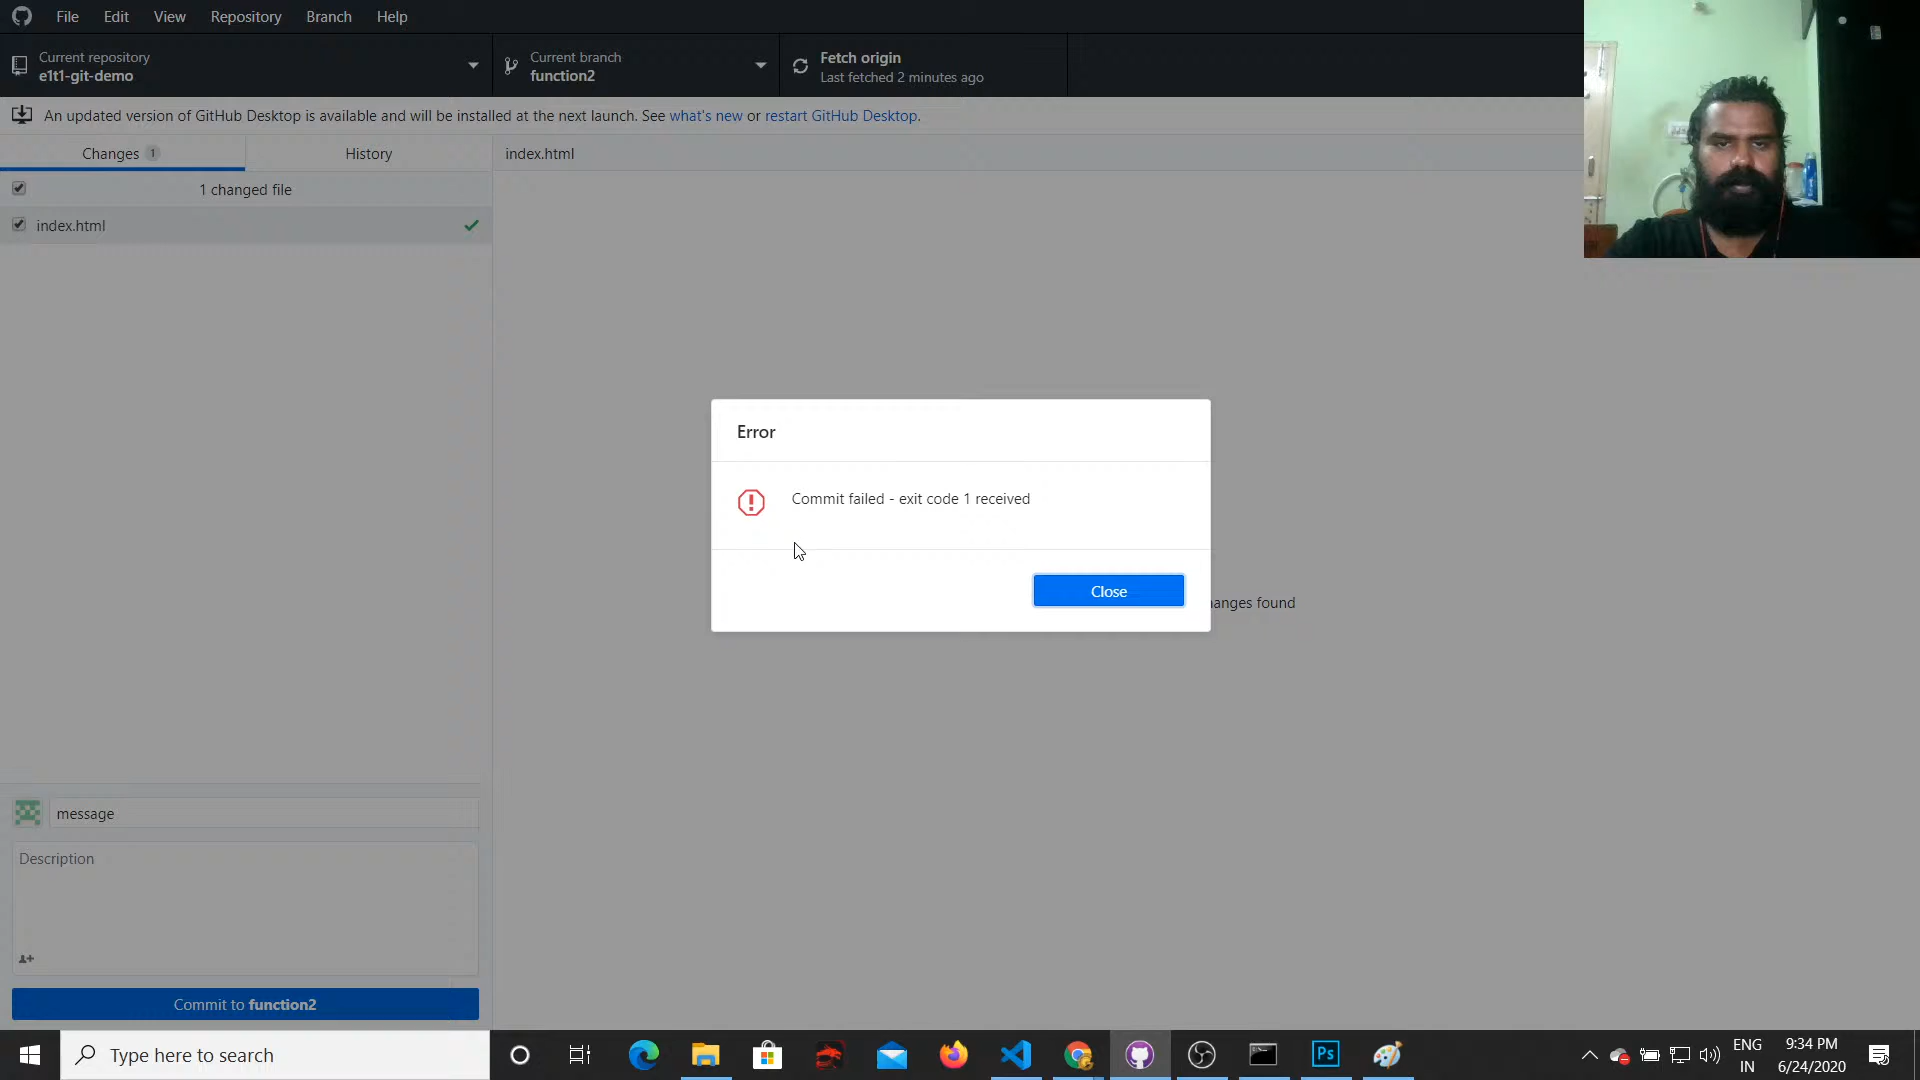 File Edit View Repository Branch Help
Current repository
e1t1-git-demo
Current branch
function2
Fetch origin
Last fetched 2 minutes ago
An updated version of GitHub Desktop is available and will be installed at the next launch. See what's new or restart GitHub Desktop.
Changes 1
History
index.html
1 changed file
index.html
Error
Commit failed - exit code 1 received
Close
hanges found
message
Description
Commit to function2
Type here to search
Ps
ENG
IN
9:34 PM
6/24/2020